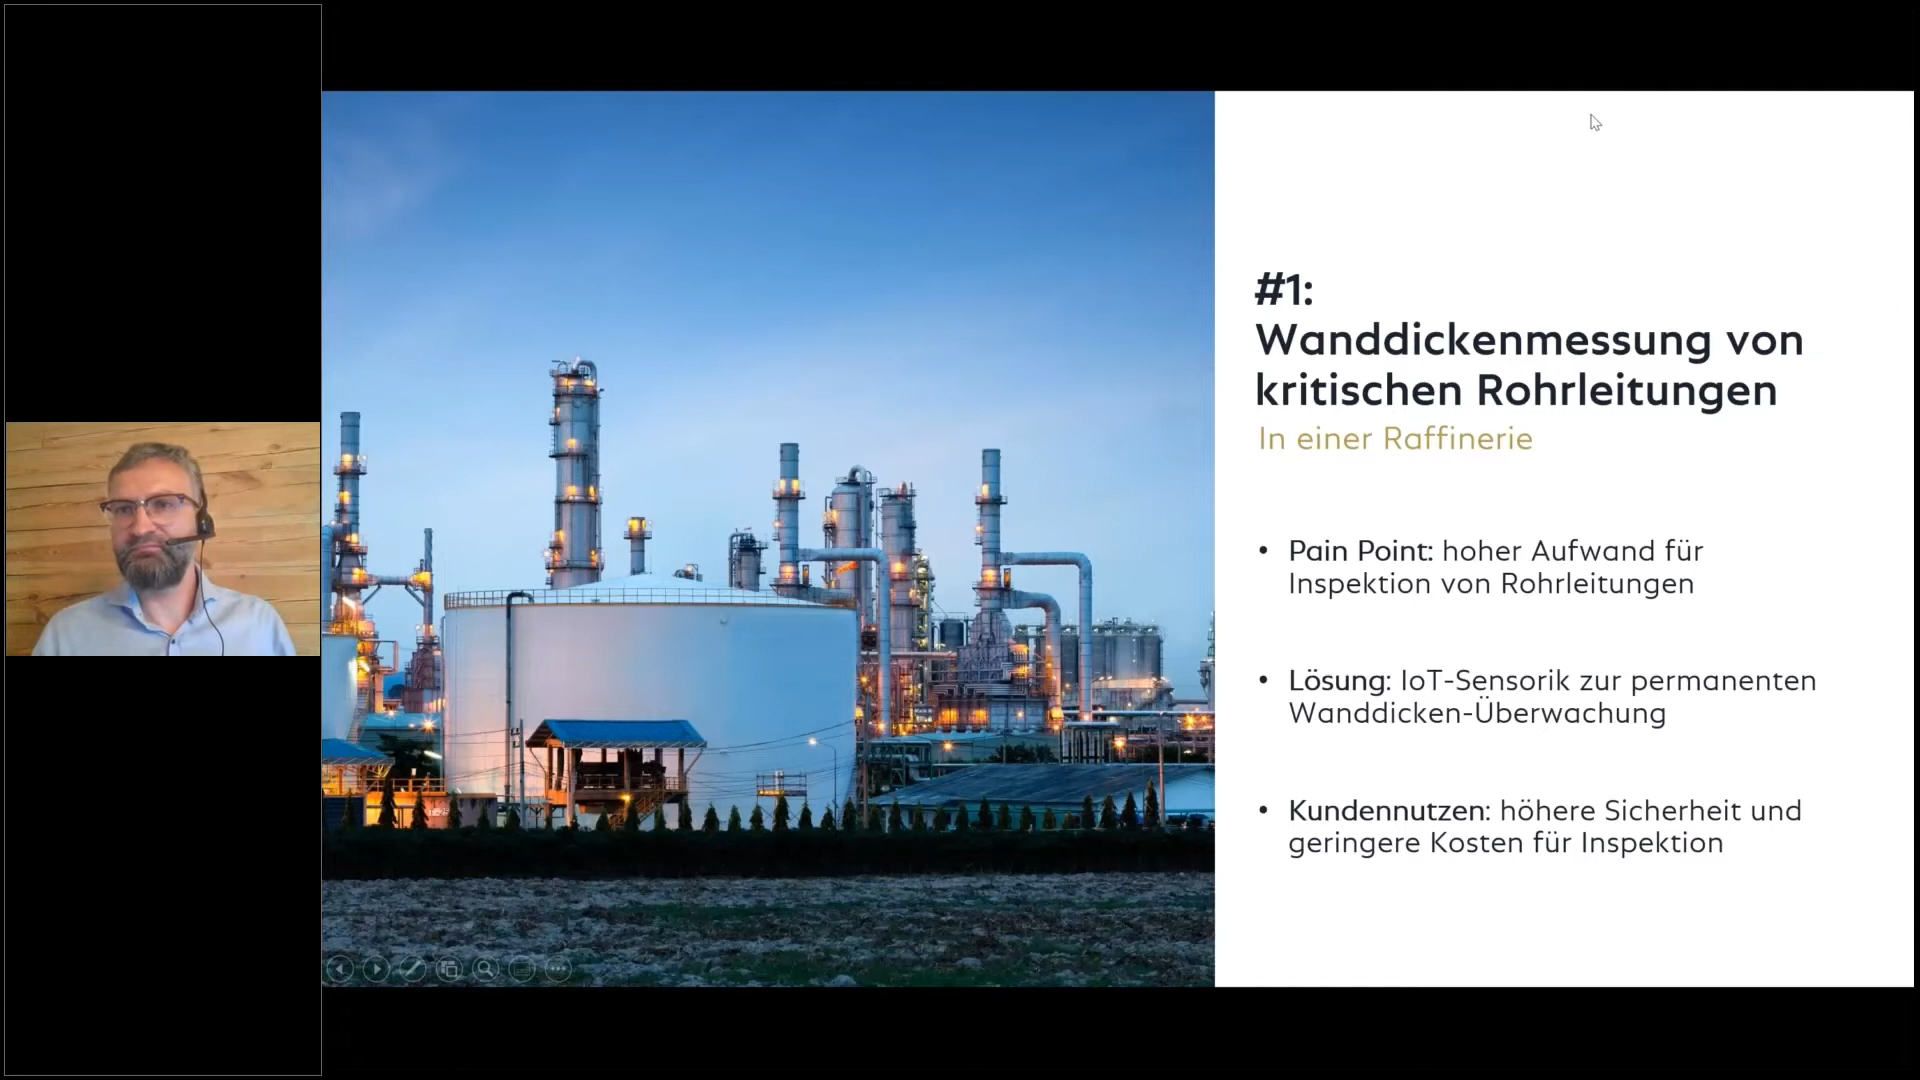 #1:
Wanddickenmessung von
kritischen Rohrleitungen
In einer Raffinerie
• Pain Point: hoher Aufwand für
Inspektion von Rohrleitungen
• Lösung: IoT-Sensorik zur permanenten
Wanddicken-Überwachung
• Kundennutzen: höhere Sicherheit und
geringere Kosten für Inspektion